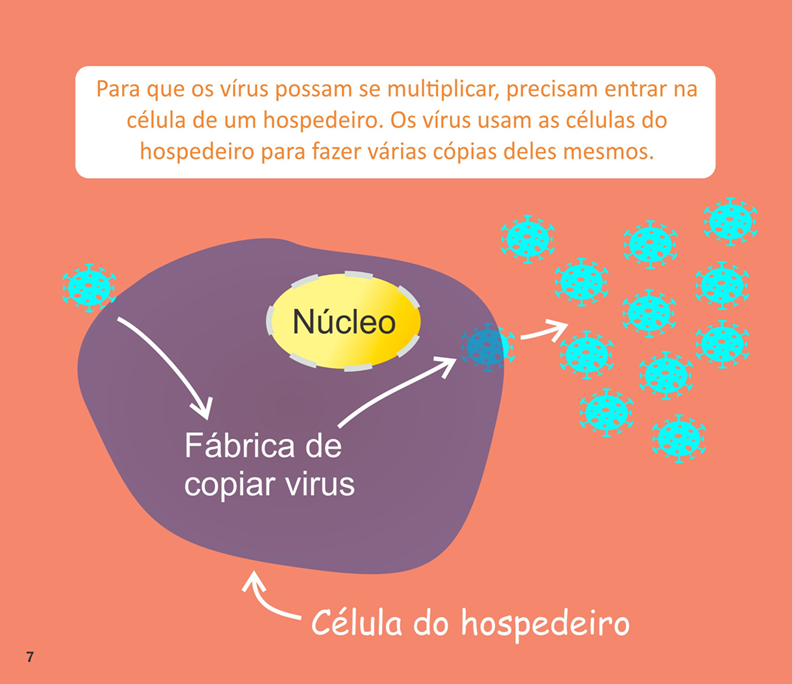 Para que os vírus possam se multiplicar, precisam entrar na
célula de um hospedeiro. Os vírus usam as células do
hospedeiro para fazer várias cópias deles mesmos.
Núcleo
Fábrica de
copiar virus
Célula do hospedeiro
7